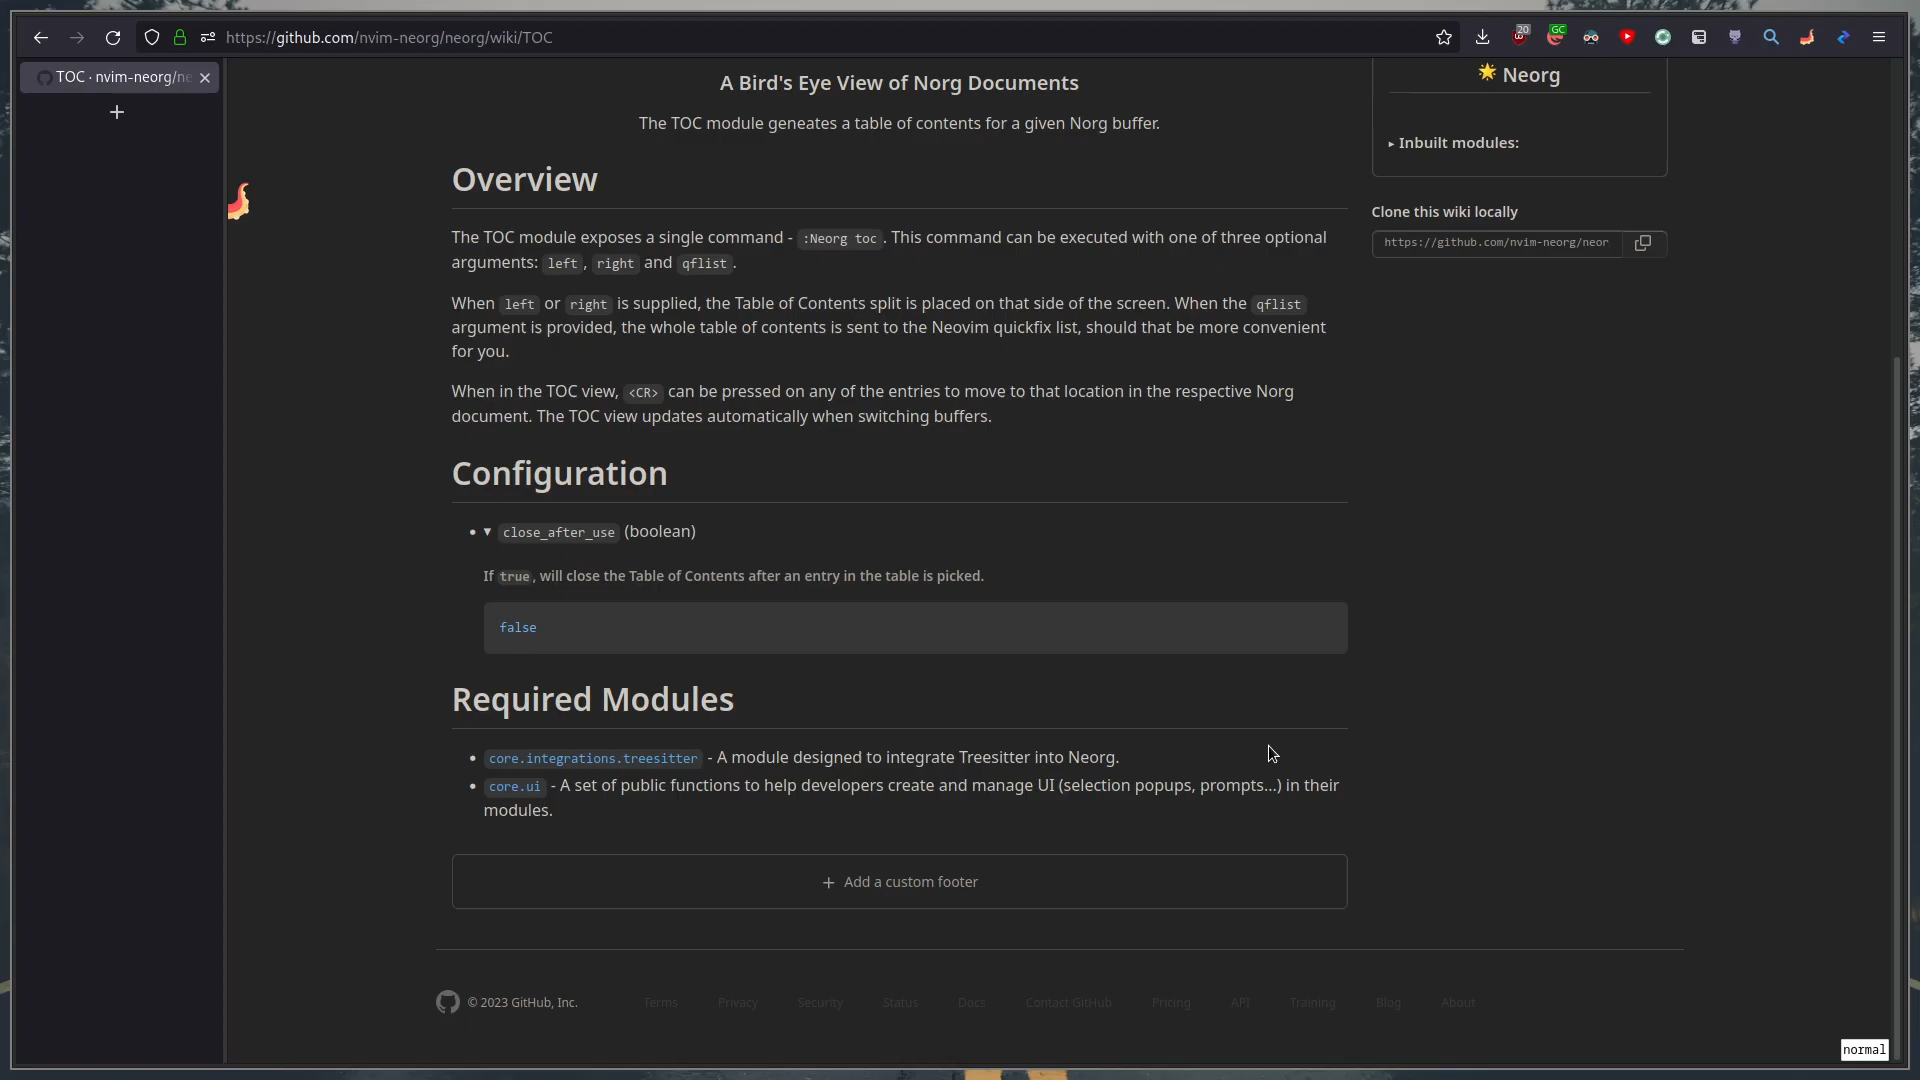 https://github.com/nvim-neorg/neorg/wiki/TOC
20
GC
TOC · nvim-neorg/ne
A Bird's Eye View of Norg Documents
The TOC module geneates a table of contents for a given Norg buffer.
Overview
The TOC module exposes a single command - :Neorg toc. This command can be executed with one of three optional
arguments: left, right and qflist.
When left or right is supplied, the Table of Contents split is placed on that side of the screen. When the qflist
argument is provided, the whole table of contents is sent to the Neovim quickfix list, should that be more convenient
for you.
When in the TOC view, <CR> can be pressed on any of the entries to move to that location in the respective Norg
document. The TOC view updates automatically when switching buffers.
Configuration
close_after_use (boolean)
If true, will close the Table of Contents after an entry in the table is picked.
false
Required Modules
core.integrations.treesitter - A module designed to integrate Treesitter into Neorg.
core.ui - A set of public functions to help developers create and manage UI (selection popups, prompts...) in their
modules.
Add a custom footer
Neorg
Inbuilt modules:
Clone this wiki locally
https://github.com/nvim-neorg/neor
© 2023 GitHub, Inc. Terms Privacy Security Status Docs Contact GitHub Pricing API Training Blog About
normal